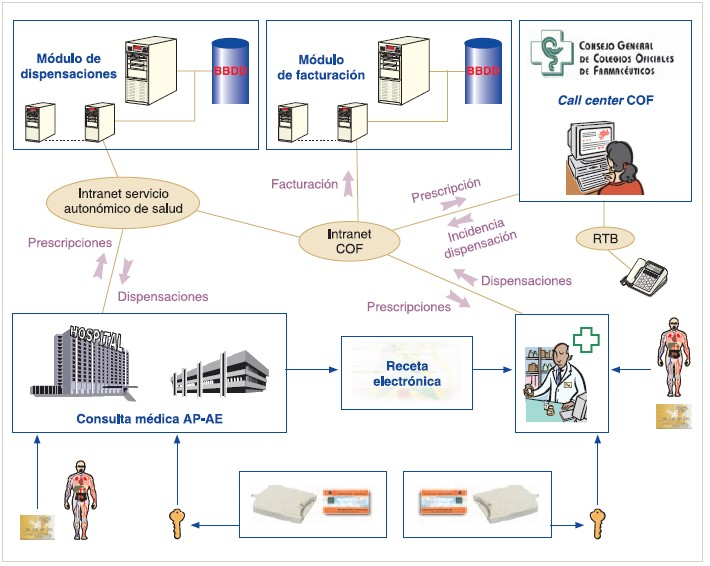 Módulo de
dispensaciones
BBDD
Módulo
de facturación
BBDD
CONSEJO GENERAL
DE COLEGIOS OFICIALES
DE FARMACÉUTICOS
Call center COF
Intranet servicio
autonómico de salud
Facturación
Prescripción
Intranet
COF
Incidencia
dispensación
RTB
Prescripciones
Dispensaciones
Dispensaciones
Prescripciones
HOSPITAL
Receta
electrónica
Consulta médica AP-AE